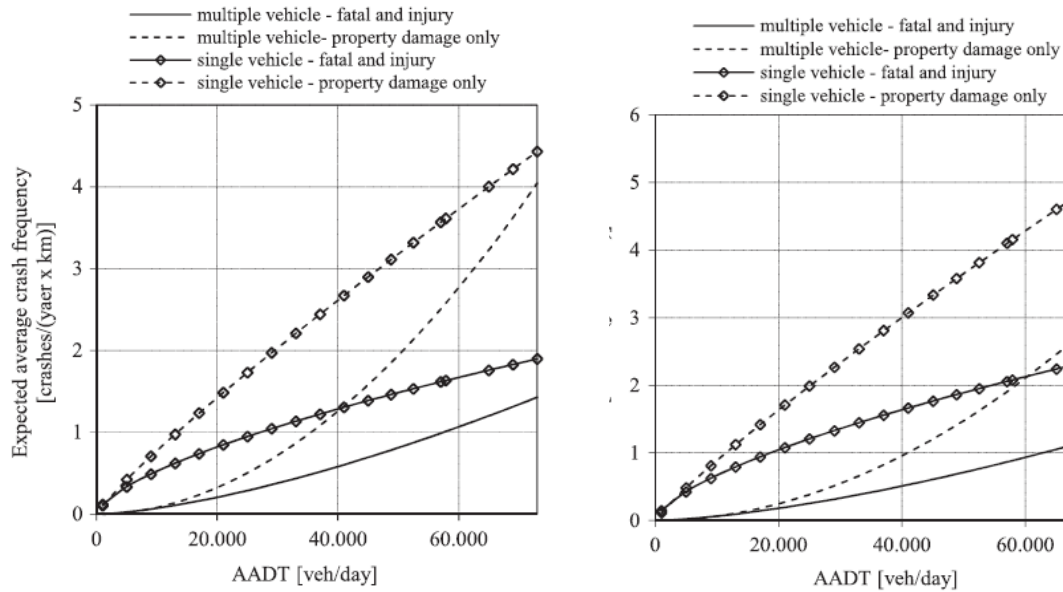 multiple vehicle - fatal and injury
multiple vehicle- property damage only
single vehicle - fatal and injury
single vehicle - property damage only
5
4
3
2
1
0
Expected average crash frequency
[crashes/(yaer x km)]
0
20.000
40.000
60.000
AADT [veh/day]
multiple vehicle - fatal and injury
multiple vehicle- property damage only
single vehicle - fatal and injury
single vehicle - property damage only
6
5
4
3
2
1
0
0
20.000
40.000
60.000
AADT [veh/day]